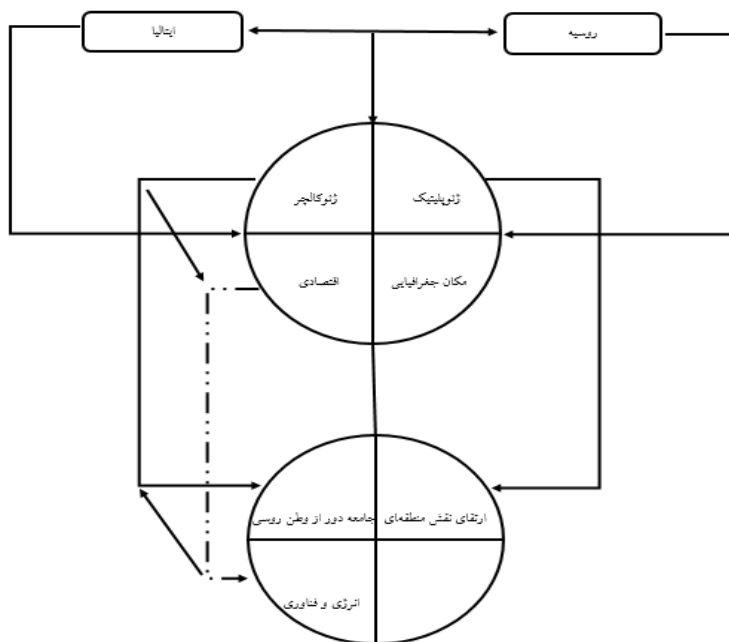 روسیه
ایتالیا
ژئوپلیتیک
ژئوکالچر
مکان جغرافیایی
اقتصادی
ارتقای نقش منطقه‌ای
جامعه دور از وطن روسی
انرژی و فناوری